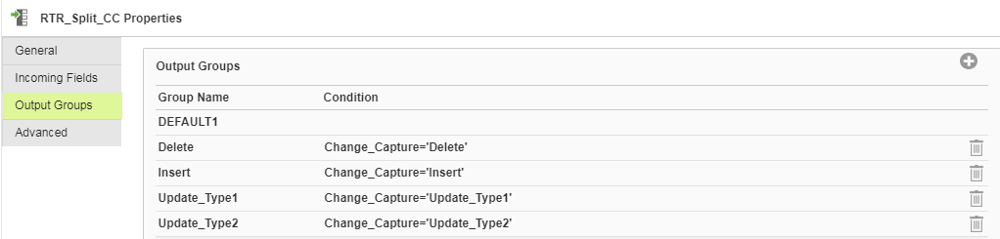 RTR_Split_CC Properties
General
Incoming Fields
Output Groups
Advanced
Output Groups
Group Name Condition
DEFAULT1
Delete Change_Capture='Delete'
Insert Change_Capture='Insert'
Update_Type1 Change_Capture='Update_Type1'
Update_Type2 Change_Capture='Update_Type2'